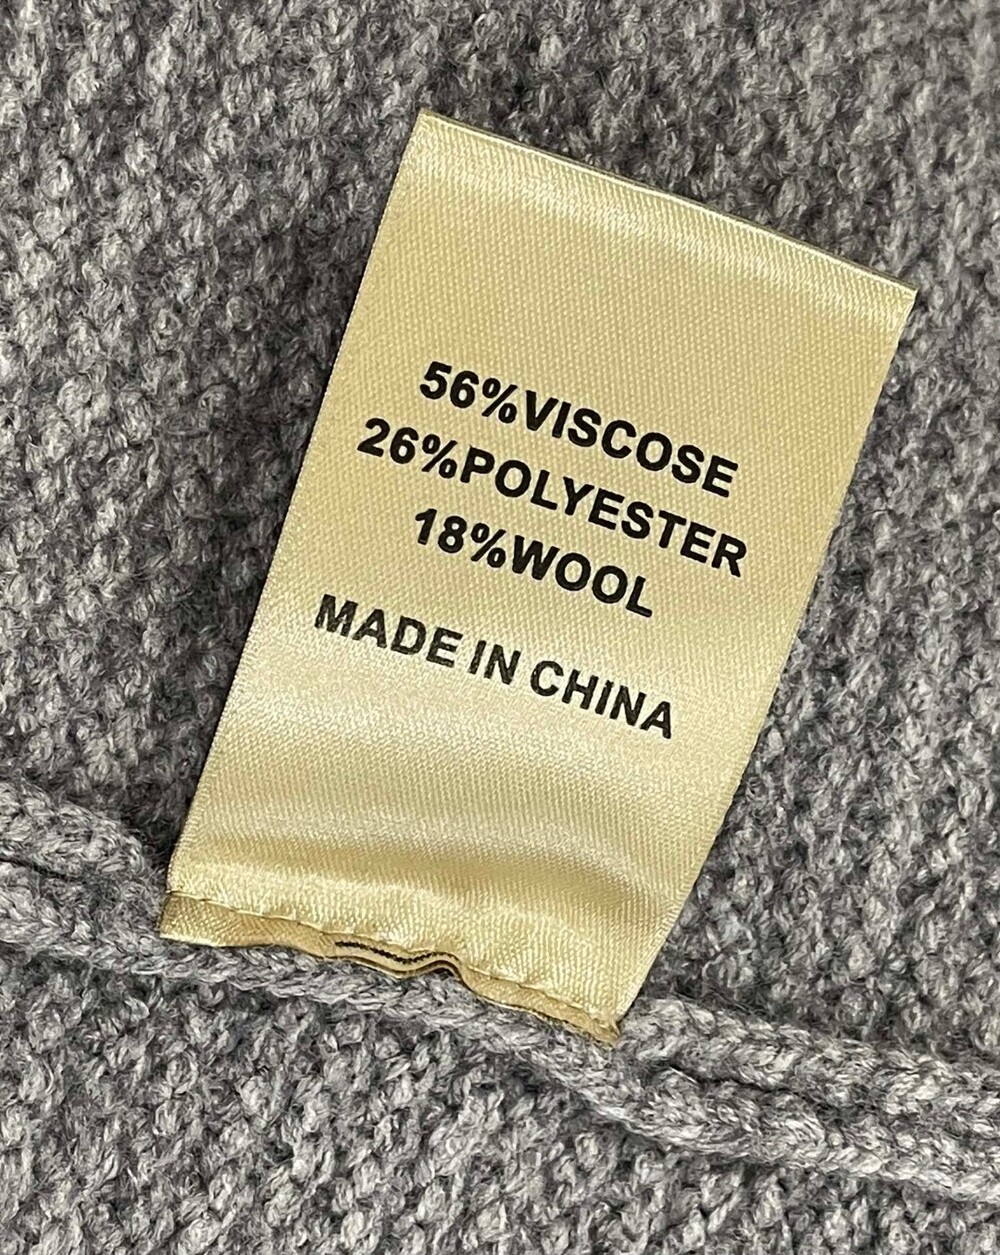 56%VISCOSE
26%POLYESTER
18%WOOL
MADE IN CHINA